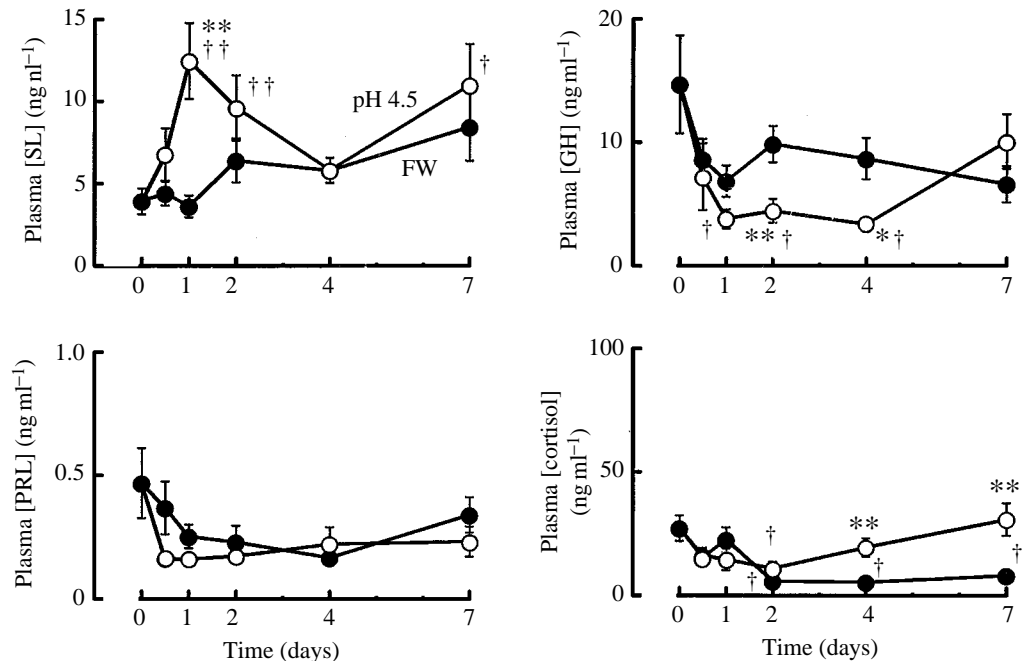 Plasma [SL] (ng nl⁻¹)
15
10
5
0
**
††
††
†
pH 4.5
FW
0 1 2 4 7
Plasma [GH] (ng ml⁻¹)
20
10
0
†
**†
*†
0 1 2 4 7
Plasma [PRL] (ng ml⁻¹)
1.0
0.5
0
0 1 2 4 7
Time (days)
Plasma [cortisol]
(ng ml⁻¹)
100
50
0
†
†
**
†
**
†
0 1 2 4 7
Time (days)